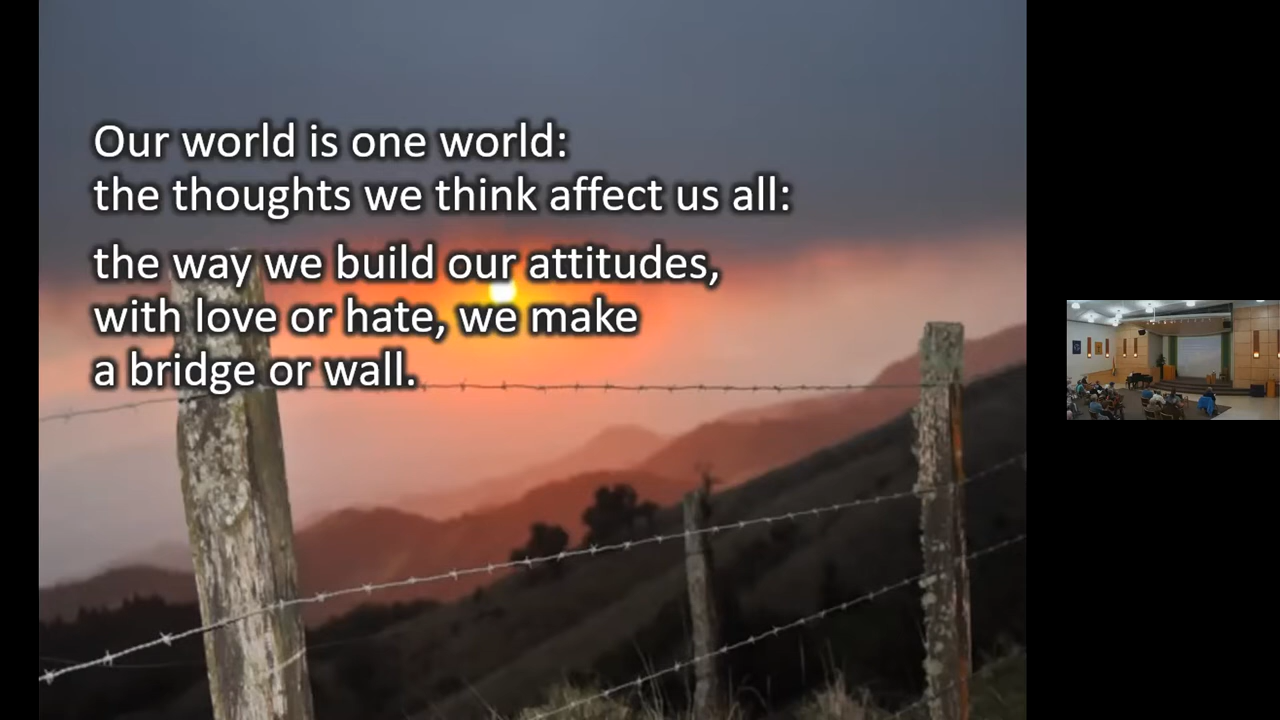 Our world is one world:
the thoughts we think affect us all:
the way we build our attitudes,
with love or hate, we make
a bridge or wall.